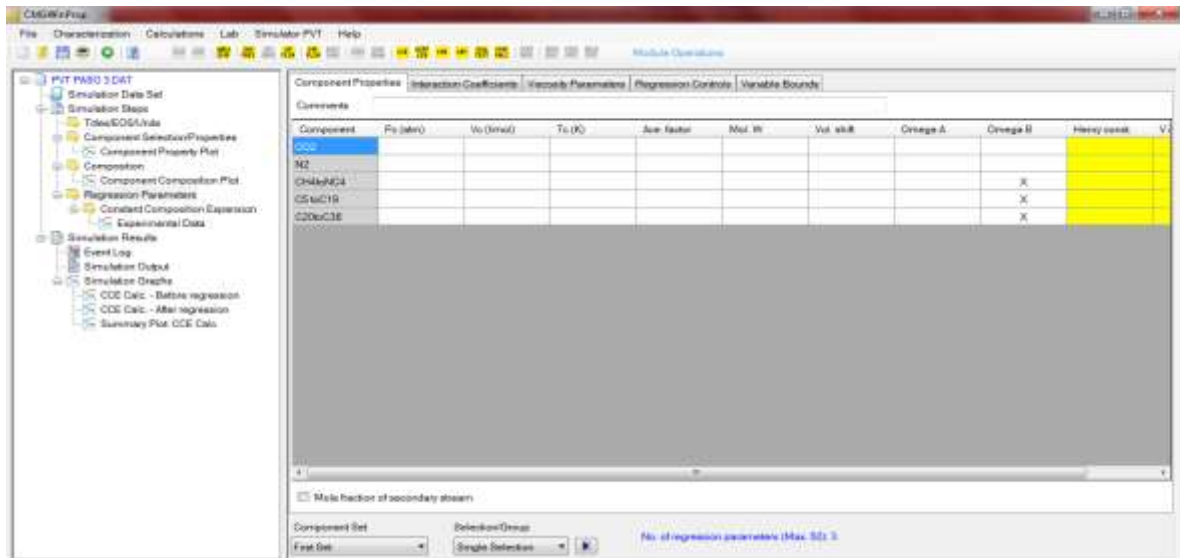 CMG-WinProp
File Characterization Calculations Lab Simulator PVT Help
Module Operations
PVT PASO 3.DAT
Simulation Data Set
Simulation Steps
Titles/EOS/Units
Component Selection/Properties
Component Property Plot
Composition
Component Composition Plot
Regression Parameters
Constant Composition Expansion
Experimental Data
Simulation Results
Event Log
Simulation Output
Simulation Graphs
CCE Calc. - Before regression
CCE Calc. - After regression
Summary Plot: CCE Calc.
Component Properties Interaction Coefficients Viscosity Parameters Regression Controls Variable Bounds
Comments
Component Pc (atm) Vc (l/mol) Tc (K) Ace. factor Mol. W. Vol. shift Omega A Omega B Henry const.
CO2
N2
CH4toNC4 X
C5toC19 X
C20toC36 X
Mole fraction of secondary stream
Component Set Selection/Group
First Set Single Selection No. of regression parameters (Max. 50): 3